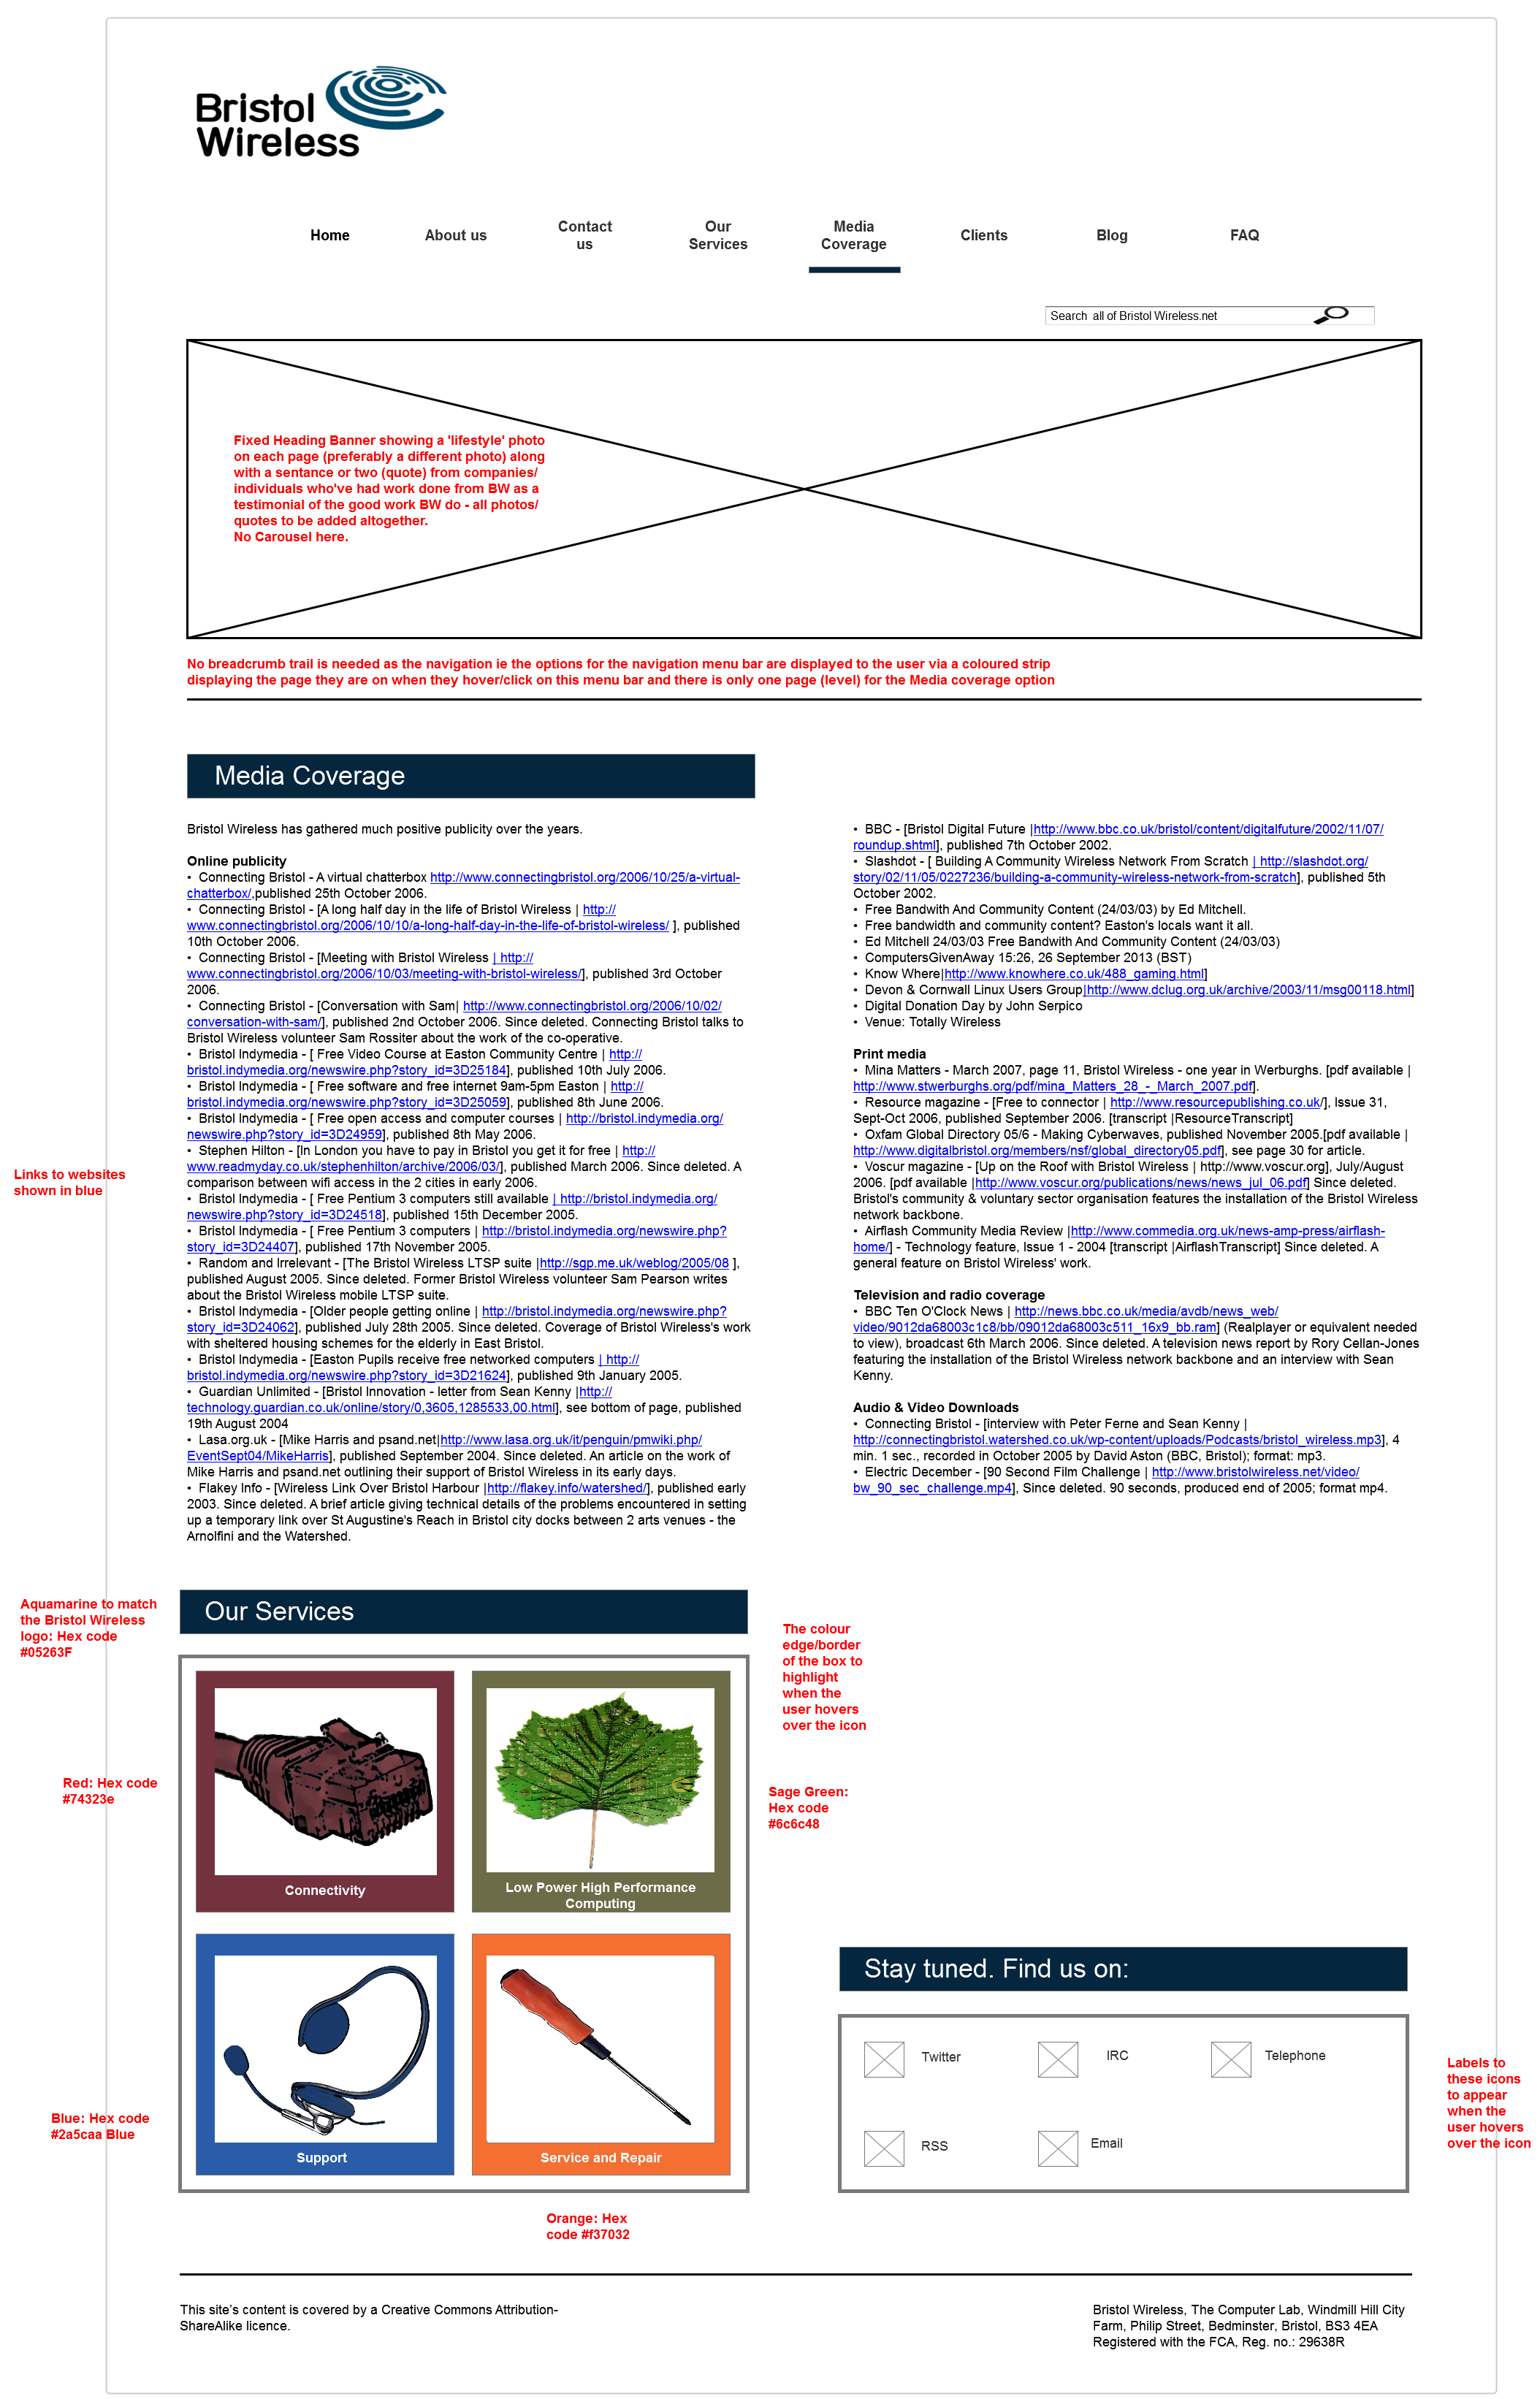 Bristol
Wireless
Home
About us
Contact
us
Our
Services
Media
Coverage
Clients
Blog
FAQ
Search  all of Bristol Wireless.net
Fixed Heading Banner showing a 'lifestyle' photo
on each page (preferably a different photo) along
with a sentance or two (quote) from companies/
individuals who've had work done from BW as a
testimonial of the good work BW do - all photos/
quotes to be added altogether.
No Carousel here.
No breadcrumb trail is needed as the navigation ie the options for the navigation menu bar are displayed to the user via a coloured strip
displaying the page they are on when they hover/click on this menu bar and there is only one page (level) for the Media coverage option
Media Coverage
Bristol Wireless has gathered much positive publicity over the years.
Online publicity
• Connecting Bristol - A virtual chatterbox http://www.connectingbristol.org/2006/10/25/a-virtual-
chatterbox/,published 25th October 2006.
• Connecting Bristol - [A long half day in the life of Bristol Wireless | http://
www.connectingbristol.org/2006/10/10/a-long-half-day-in-the-life-of-bristol-wireless/ ], published
10th October 2006.
• Connecting Bristol - [Meeting with Bristol Wireless | http://
www.connectingbristol.org/2006/10/03/meeting-with-bristol-wireless/], published 3rd October
2006.
• Connecting Bristol - [Conversation with Sam| http://www.connectingbristol.org/2006/10/02/
conversation-with-sam/], published 2nd October 2006. Since deleted. Connecting Bristol talks to
Bristol Wireless volunteer Sam Rossiter about the work of the co-operative.
• Bristol Indymedia - [ Free Video Course at Easton Community Centre | http://
bristol.indymedia.org/newswire.php?story_id=3D25184], published 10th July 2006.
• Bristol Indymedia - [ Free software and free internet 9am-5pm Easton | http://
bristol.indymedia.org/newswire.php?story_id=3D25059], published 8th June 2006.
• Bristol Indymedia - [ Free open access and computer courses | http://bristol.indymedia.org/
newswire.php?story_id=3D24959], published 8th May 2006.
• Stephen Hilton - [In London you have to pay in Bristol you get it for free | http://
www.readmyday.co.uk/stephenhilton/archive/2006/03/], published March 2006. Since deleted. A
comparison between wifi access in the 2 cities in early 2006.
• Bristol Indymedia - [ Free Pentium 3 computers still available | http://bristol.indymedia.org/
newswire.php?story_id=3D24518], published 15th December 2005.
• Bristol Indymedia - [ Free Pentium 3 computers | http://bristol.indymedia.org/newswire.php?
story_id=3D24407], published 17th November 2005.
• Random and Irrelevant - [The Bristol Wireless LTSP suite |http://sgp.me.uk/weblog/2005/08 ],
published August 2005. Since deleted. Former Bristol Wireless volunteer Sam Pearson writes
about the Bristol Wireless mobile LTSP suite.
• Bristol Indymedia - [Older people getting online | http://bristol.indymedia.org/newswire.php?
story_id=3D24062], published July 28th 2005. Since deleted. Coverage of Bristol Wireless's work
with sheltered housing schemes for the elderly in East Bristol.
• Bristol Indymedia - [Easton Pupils receive free networked computers | http://
bristol.indymedia.org/newswire.php?story_id=3D21624], published 9th January 2005.
• Guardian Unlimited - [Bristol Innovation - letter from Sean Kenny |http://
technology.guardian.co.uk/online/story/0,3605,1285533,00.html], see bottom of page, published
19th August 2004
• Lasa.org.uk - [Mike Harris and psand.net|http://www.lasa.org.uk/it/penguin/pmwiki.php/
EventSept04/MikeHarris], published September 2004. Since deleted. An article on the work of
Mike Harris and psand.net outlining their support of Bristol Wireless in its early days.
• Flakey Info - [Wireless Link Over Bristol Harbour |http://flakey.info/watershed/], published early
2003. Since deleted. A brief article giving technical details of the problems encountered in setting
up a temporary link over St Augustine's Reach in Bristol city docks between 2 arts venues - the
Arnolfini and the Watershed.
• BBC - [Bristol Digital Future |http://www.bbc.co.uk/bristol/content/digitalfuture/2002/11/07/
roundup.shtml], published 7th October 2002.
• Slashdot - [ Building A Community Wireless Network From Scratch | http://slashdot.org/
story/02/11/05/0227236/building-a-community-wireless-network-from-scratch], published 5th
October 2002.
• Free Bandwith And Community Content (24/03/03) by Ed Mitchell.
• Free bandwidth and community content? Easton's locals want it all.
• Ed Mitchell 24/03/03 Free Bandwith And Community Content (24/03/03)
• ComputersGivenAway 15:26, 26 September 2013 (BST)
• Know Where|http://www.knowhere.co.uk/488_gaming.html]
• Devon & Cornwall Linux Users Group|http://www.dclug.org.uk/archive/2003/11/msg00118.html]
• Digital Donation Day by John Serpico
• Venue: Totally Wireless
Print media
• Mina Matters - March 2007, page 11, Bristol Wireless - one year in Werburghs. [pdf available |
http://www.stwerburghs.org/pdf/mina_Matters_28_-_March_2007.pdf].
• Resource magazine - [Free to connector | http://www.resourcepublishing.co.uk/], Issue 31,
Sept-Oct 2006, published September 2006. [transcript |ResourceTranscript]
• Oxfam Global Directory 05/6 - Making Cyberwaves, published November 2005.[pdf available |
http://www.digitalbristol.org/members/nsf/global_directory05.pdf], see page 30 for article.
• Voscur magazine - [Up on the Roof with Bristol Wireless | http://www.voscur.org], July/August
2006. [pdf available |http://www.voscur.org/publications/news/news_jul_06.pdf] Since deleted.
Bristol's community & voluntary sector organisation features the installation of the Bristol Wireless
network backbone.
• Airflash Community Media Review |http://www.commedia.org.uk/news-amp-press/airflash-
home/] - Technology feature, Issue 1 - 2004 [transcript |AirflashTranscript] Since deleted. A
general feature on Bristol Wireless' work.
Television and radio coverage
• BBC Ten O'Clock News | http://news.bbc.co.uk/media/avdb/news_web/
video/9012da68003c1c8/bb/09012da68003c511_16x9_bb.ram] (Realplayer or equivalent needed
to view), broadcast 6th March 2006. Since deleted. A television news report by Rory Cellan-Jones
featuring the installation of the Bristol Wireless network backbone and an interview with Sean
Kenny.
Audio & Video Downloads
• Connecting Bristol - [interview with Peter Ferne and Sean Kenny |
http://connectingbristol.watershed.co.uk/wp-content/uploads/Podcasts/bristol_wireless.mp3], 4
min. 1 sec., recorded in October 2005 by David Aston (BBC, Bristol); format: mp3.
• Electric December - [90 Second Film Challenge | http://www.bristolwireless.net/video/
bw_90_sec_challenge.mp4], Since deleted. 90 seconds, produced end of 2005; format mp4.
Links to websites
shown in blue
Aquamarine to match
the Bristol Wireless
logo: Hex code
#05263F
Our Services
The colour
edge/border
of the box to
highlight
when the
user hovers
over the icon
Red: Hex code
#74323e
Sage Green:
Hex code
#6c6c48
Connectivity
Low Power High Performance
Computing
Blue: Hex code
#2a5caa Blue
Support
Service and Repair
Orange: Hex
code #f37032
Stay tuned. Find us on:
Twitter
IRC
Telephone
RSS
Email
Labels to
these icons
to appear
when the
user hovers
over the icon
This site's content is covered by a Creative Commons Attribution-
ShareAlike licence.
Bristol Wireless, The Computer Lab, Windmill Hill City
Farm, Philip Street, Bedminster, Bristol, BS3 4EA
Registered with the FCA, Reg. no.: 29638R